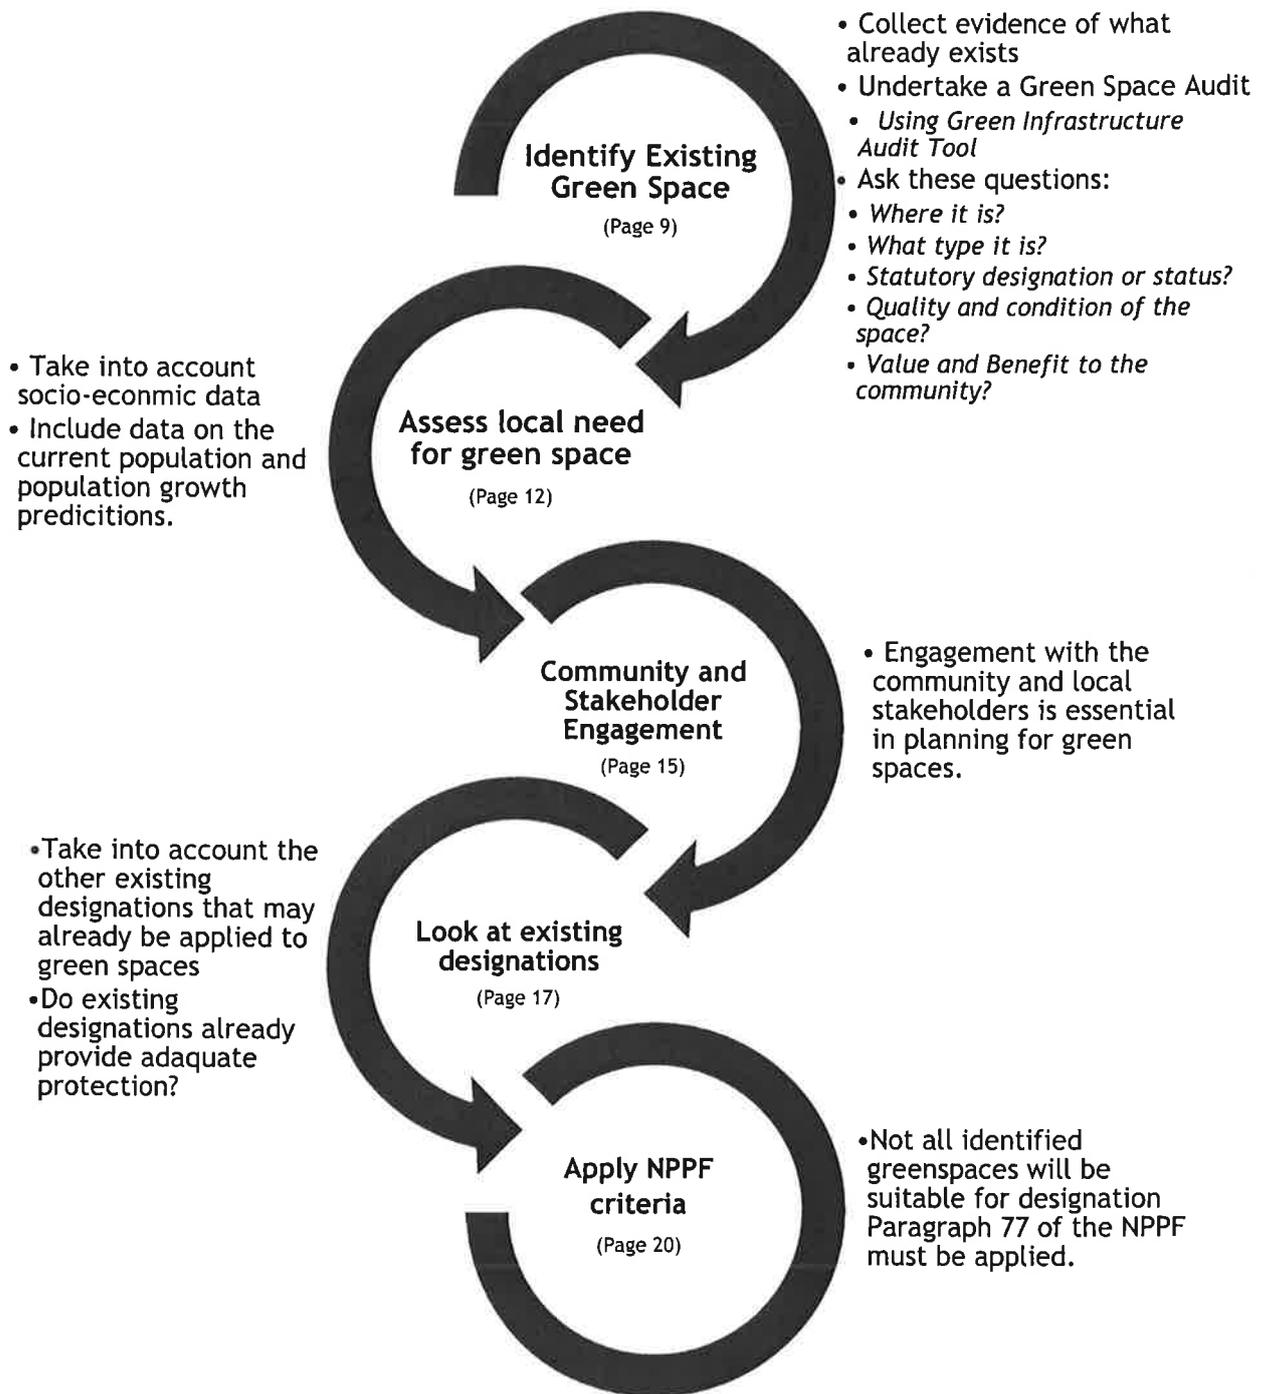 • Collect evidence of what
already exists
• Undertake a Green Space Audit
• Using Green Infrastructure
Audit Tool
• Ask these questions:
• Where it is?
• What type it is?
• Statutory designation or status?
• Quality and condition of the
space?
• Value and Benefit to the
community?
Identify Existing
Green Space
(Page 9)
• Take into account
socio-econmic data
• Include data on the
current population and
population growth
predicitions.
Assess local need
for green space
(Page 12)
Community and
Stakeholder
Engagement
(Page 15)
• Engagement with the
community and local
stakeholders is essential
in planning for green
spaces.
•Take into account the
other existing
designations that may
already be applied to
green spaces
•Do existing
designations already
provide adaquate
protection?
Look at existing
designations
(Page 17)
Apply NPPF
criteria
(Page 20)
•Not all identified
greenspaces will be
suitable for designation
Paragraph 77 of the NPPF
must be applied.